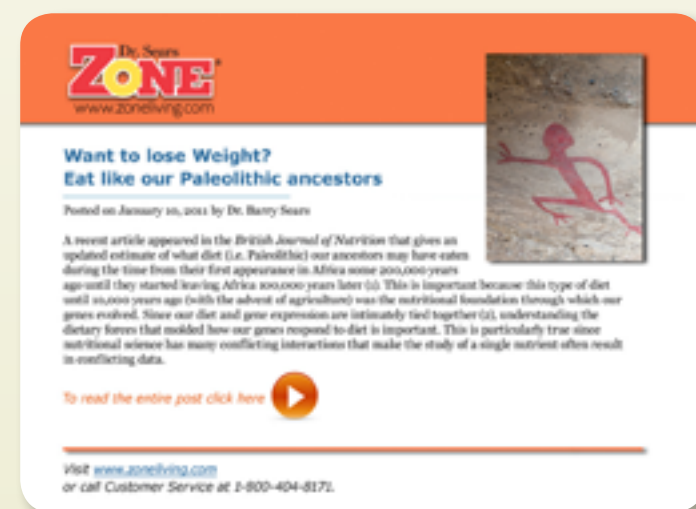 Dr. Sears
ZONE
www.zoneliving.com
Want to lose Weight?
Eat like our Paleolithic ancestors
Posted on January 10, 2011 by Dr. Barry Sears
A recent article appeared in the British Journal of Nutrition that gives an
updated estimate of what diet (i.e. Paleolithic) our ancestors may have eaten
during the time from their first appearance in Africa some 200,000 years
ago until they started leaving Africa 100,000 years later (1). This is important because this type of diet
until 10,000 years ago (with the advent of agriculture) was the nutritional foundation through which our
genes evolved. Since our diet and gene expression are intimately tied together (2), understanding the
dietary forces that molded how our genes respond to diet is important. This is particularly true since
nutritional science has many conflicting interactions that make the study of a single nutrient often result
in conflicting data.
To read the entire post click here
Visit www.zoneliving.com
or call Customer Service at 1-800-404-8171.